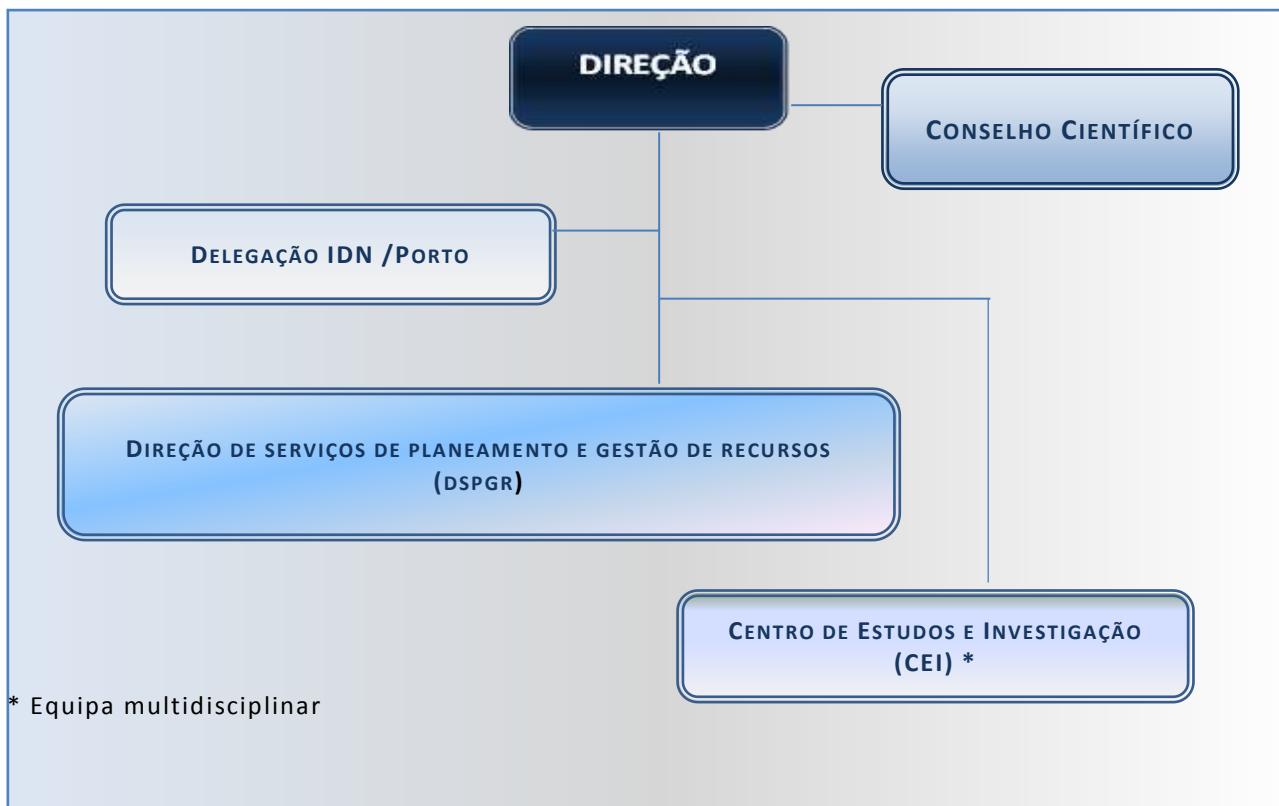 DIREÇÃO
CONSELHO CIENTÍFICO
DELEGAÇÃO IDN /PORTO
DIREÇÃO DE SERVIÇOS DE PLANEAMENTO E GESTÃO DE RECURSOS
(DSPGR)
CENTRO DE ESTUDOS E INVESTIGAÇÃO
(CEI) *
* Equipa multidisciplinar